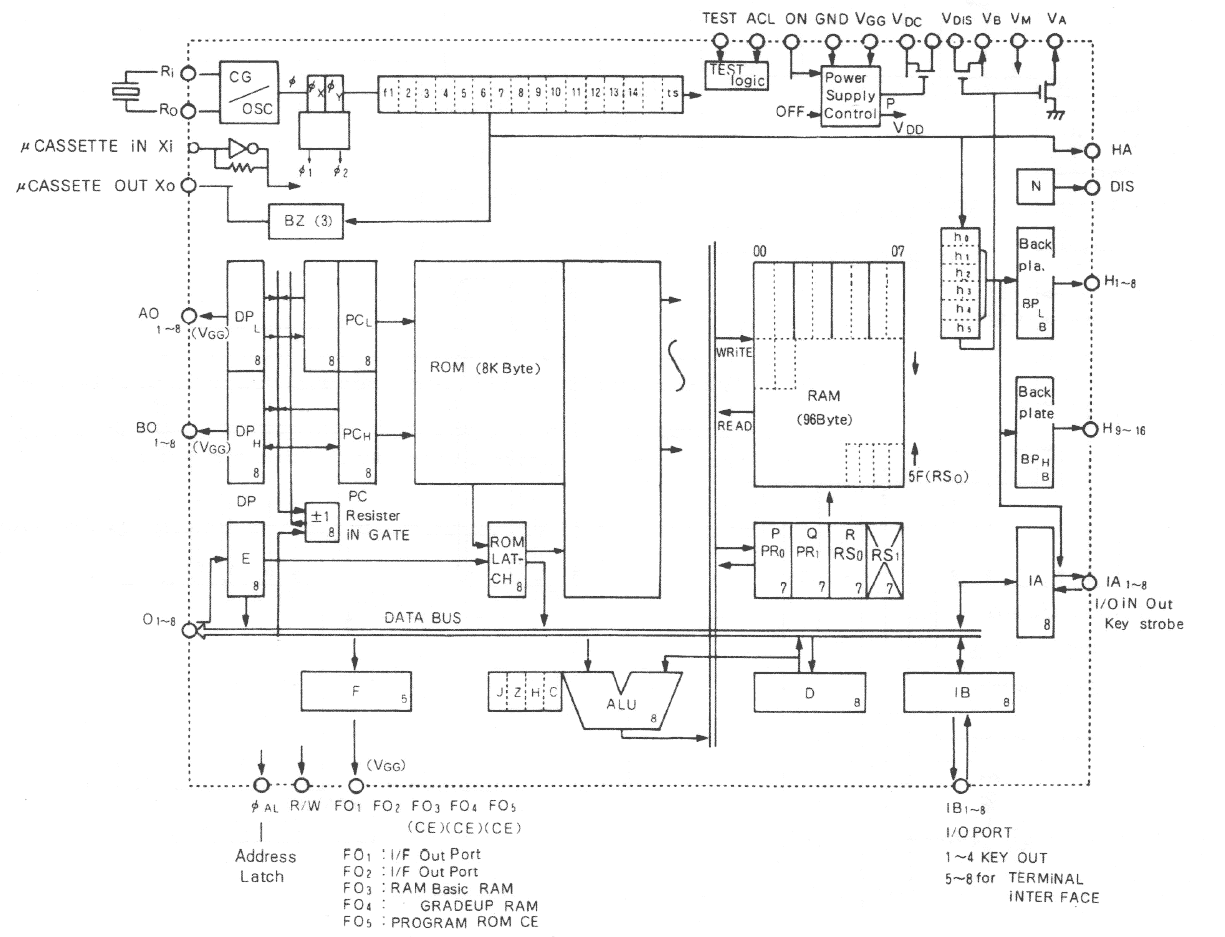 TEST ACL ON GND VGG VDC VDIS VB VM VA
Ri
Ro
CG
OSC
φ
φX φY
φ1 φ2
f1 2 3 4 5 6 7 8 9 10 11 12 13 14 ts
TEST
logic
Power
Supply
Control
OFF
P
VDD
μ CASSETTE iN Xi
μCASSETE OUT Xo
BZ (3)
HA
N
DIS
h0
h1
h2
h3
h4
h5
Back
pla.
BPL
B
H1~8
Back
plate
BPH
B
H9~16
AO
1~8
(VGG)
DPL
8
BO
1~8
(VGG)
DPH
8
DP
PCL
8
PCH
8
PC
Resister
iN GATE
±1
8
ROM (8K Byte)
ROM
LAT-
CH
8
00 07
WRiTE
READ
RAM
(96Byte)
5F(RS0)
P Q R
PR0 PR1 RS0 RS1
7 7 7 7
E
8
O1~8
DATA BUS
IA
8
IA 1~8
I/O iN Out
Key strobe
F
5
J Z H C
ALU
8
D
8
IB
8
(VGG)
φAL R/W FO1 FO2 FO3 FO4 FO5
(CE)(CE)(CE)
Address
Latch
FO1 : I/F Out Port
FO2 : I/F Out Port
FO3 : RAM Basic RAM
FO4 : GRADEUP RAM
FO5 : PROGRAM ROM CE
IB1~8
I/O PORT
1~4 KEY OUT
5~8 for TERMiNAL
iNTER FACE